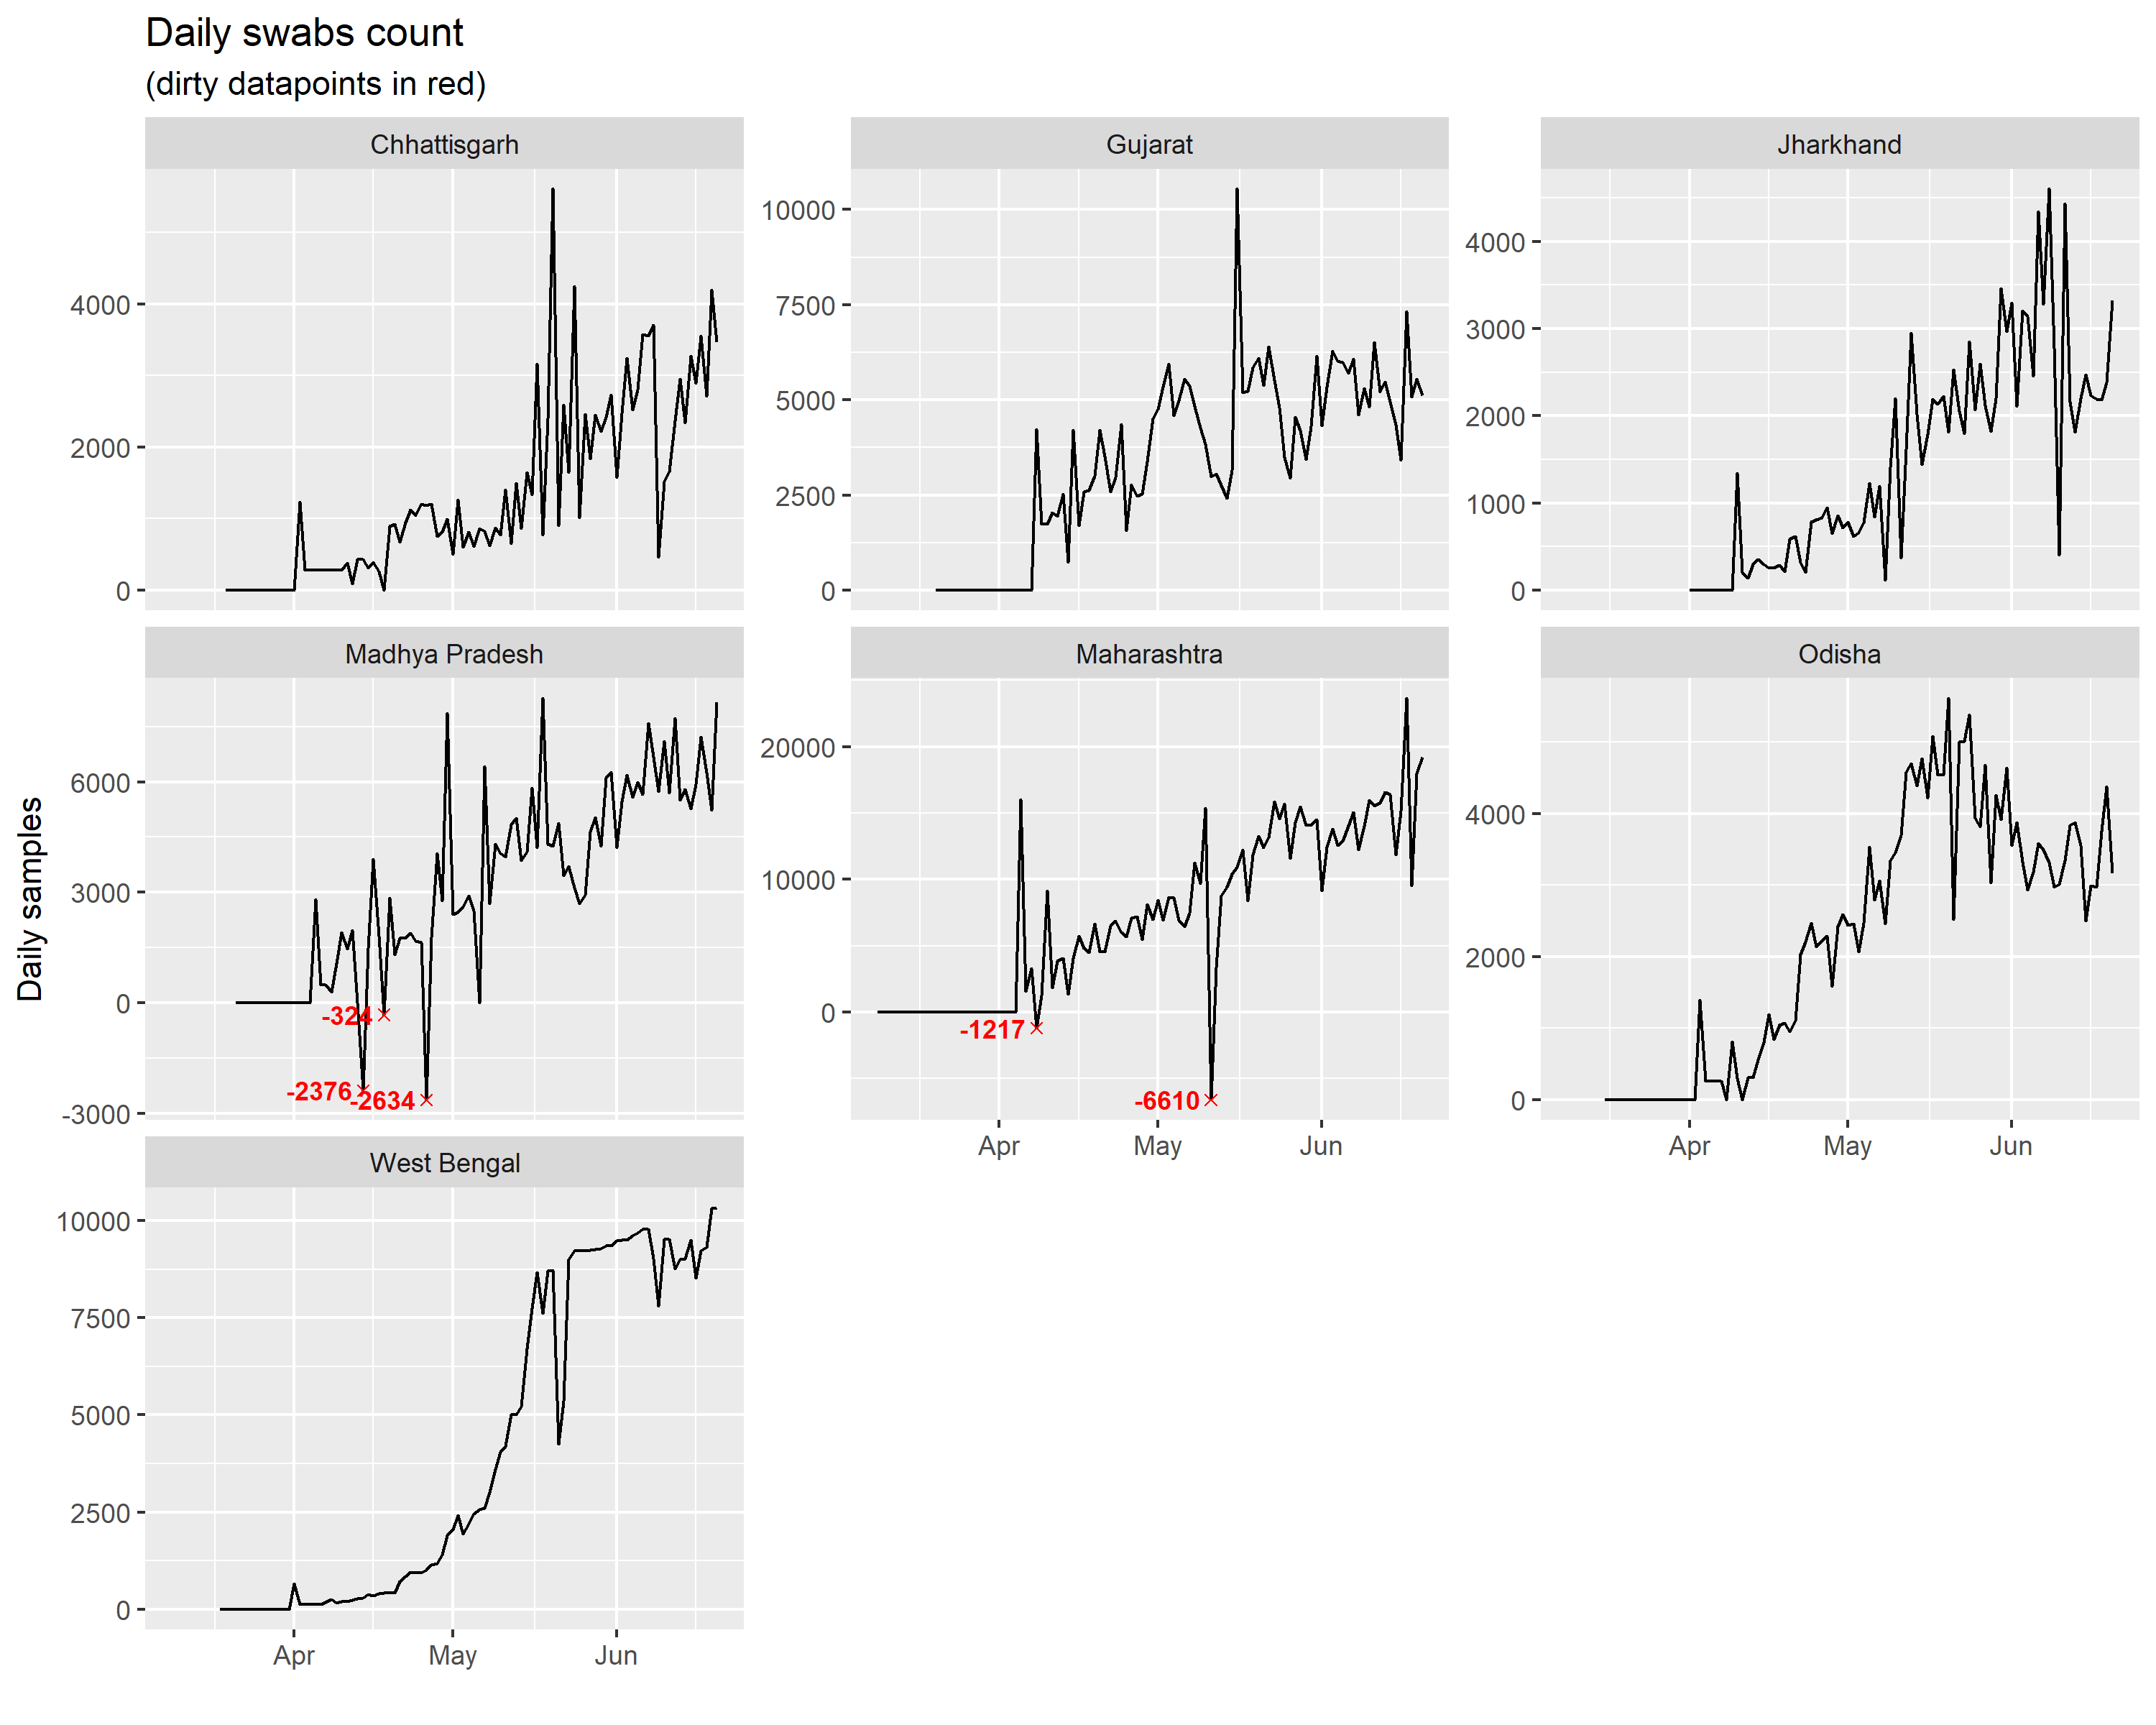 Daily swabs count
(dirty datapoints in red)
Chhattisgarh
Gujarat
Jharkhand
4000
2000
0
10000
7500
5000
2500
0
4000
3000
2000
1000
0
Madhya Pradesh
Maharashtra
Odisha
6000
3000
0
-3000
-324
-2376
-2634
20000
10000
0
-1217
-6610
Apr May Jun
4000
2000
0
Apr May Jun
West Bengal
10000
7500
5000
2500
0
Apr May Jun
Daily samples